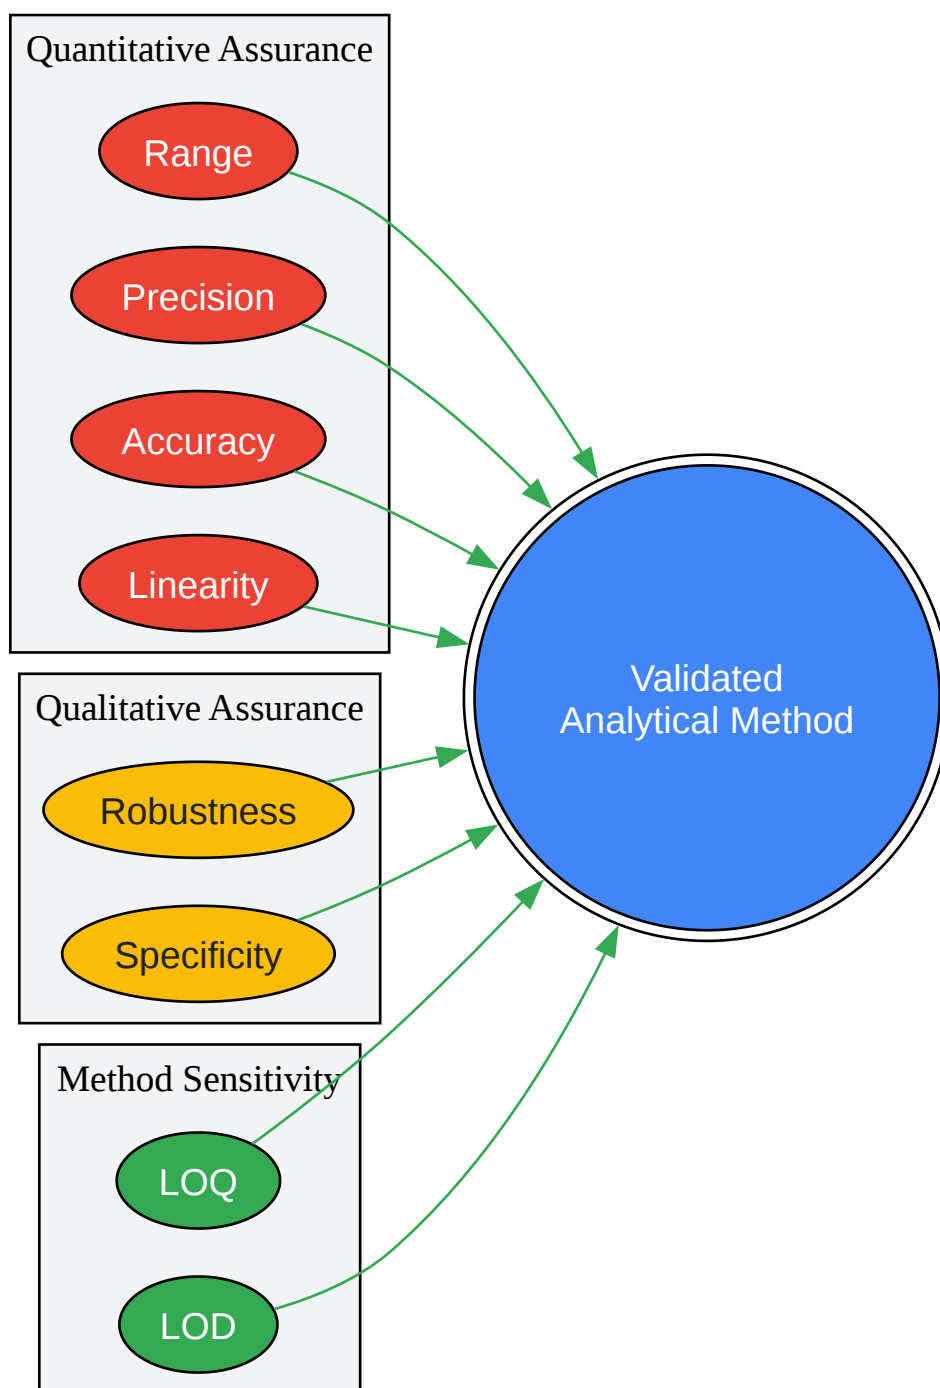 Quantitative Assurance
Range
Precision
Accuracy
Linearity
Qualitative Assurance
Robustness
Specificity
Method Sensitivity
LOQ
LOD
Validated
Analytical Method